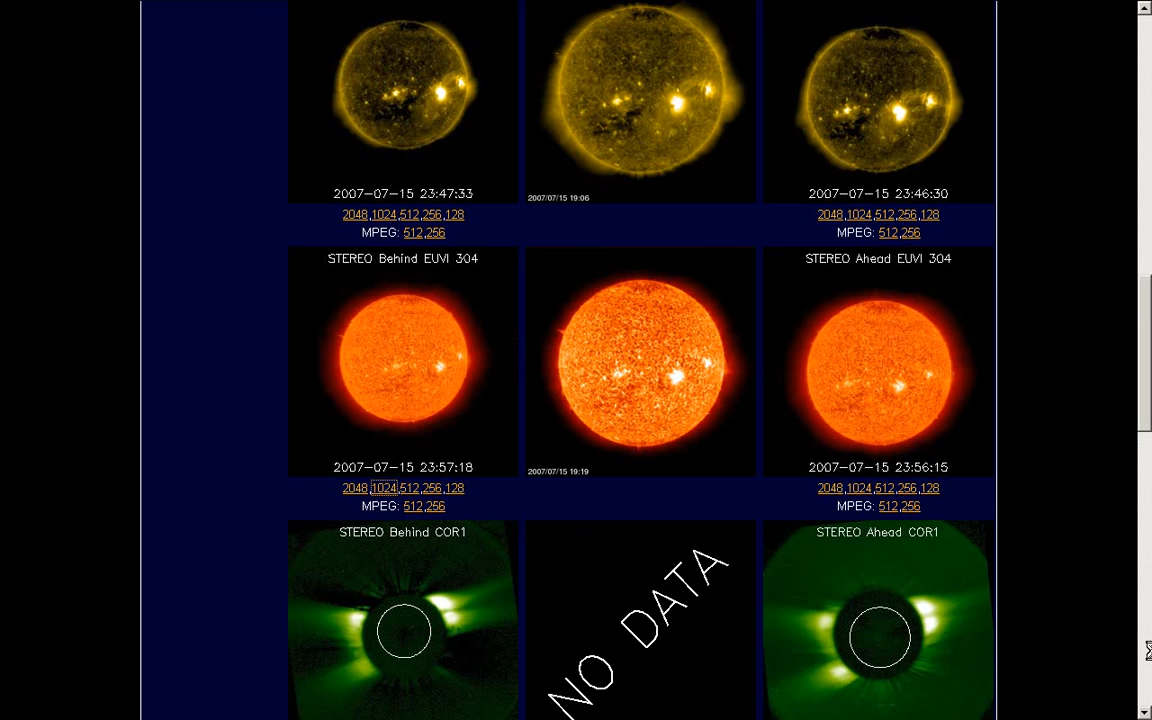 2007-07-15 23:47:33
2007/07/15 19:06
2007-07-15 23:46:30
2048,1024,512,256,128
MPEG: 512,256
2048,1024,512,256,128
MPEG: 512,256
STEREO Behind EUVI 304
STEREO Ahead EUVI 304
2007-07-15 23:57:18
2007/07/15 19:19
2007-07-15 23:56:15
2048,1024,512,256,128
MPEG: 512,256
2048,1024,512,256,128
MPEG: 512,256
STEREO Behind COR1
NO DATA
STEREO Ahead COR1